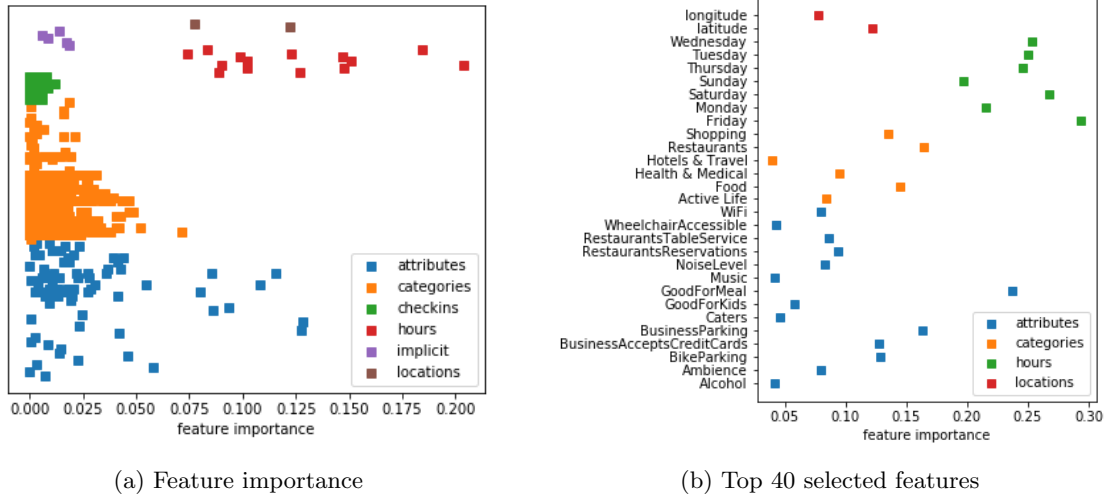 attributes
categories
checkins
hours
implicit
locations
0.000 0.025 0.050 0.075 0.100 0.125 0.150 0.175 0.200
feature importance
(a) Feature importance
longitude
latitude
Wednesday
Tuesday
Thursday
Sunday
Saturday
Monday
Friday
Shopping
Restaurants
Hotels & Travel
Health & Medical
Food
Active Life
WiFi
WheelchairAccessible
RestaurantsTableService
RestaurantsReservations
NoiseLevel
Music
GoodForMeal
GoodForKids
Caters
BusinessParking
BusinessAcceptsCreditCards
BikeParking
Ambience
Alcohol
attributes
categories
hours
locations
0.05 0.10 0.15 0.20 0.25 0.30
feature importance
(b) Top 40 selected features